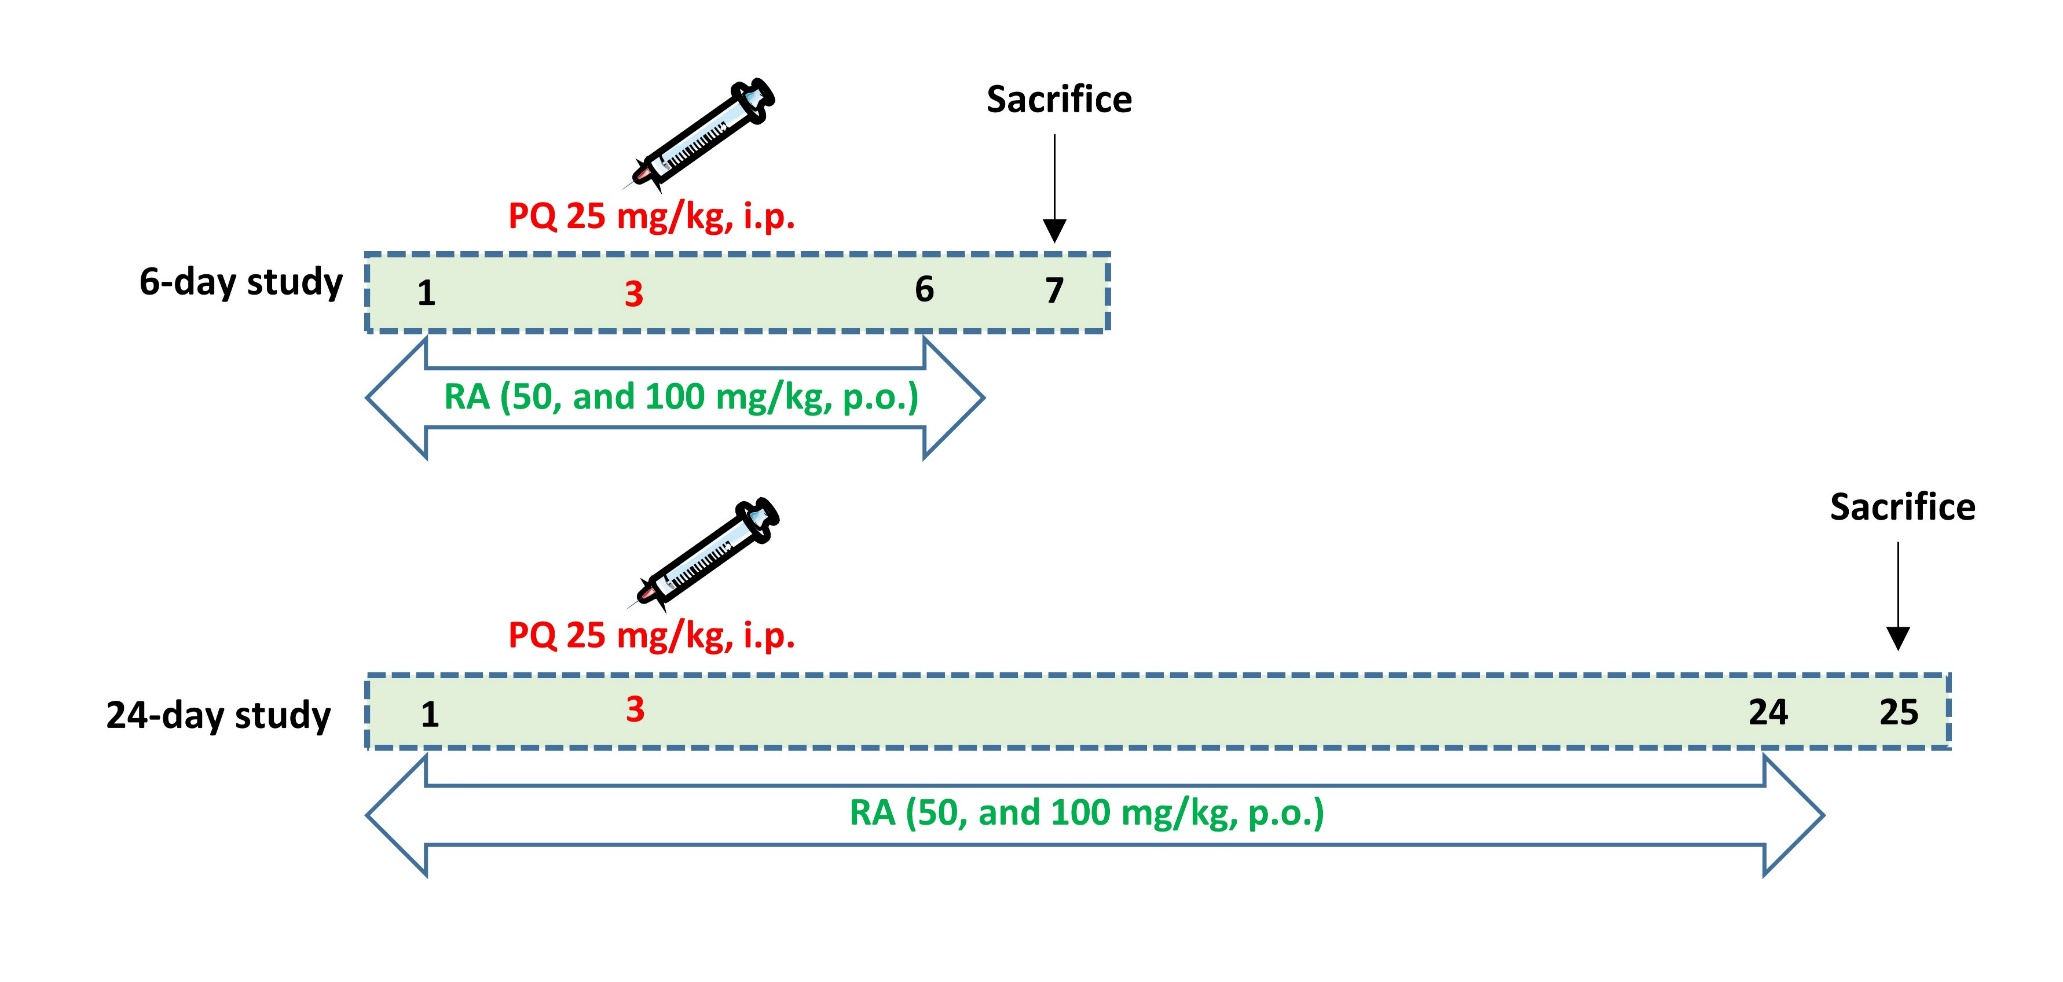 Sacrifice
PQ 25 mg/kg, i.p.
6-day study
1 3 6 7
RA (50, and 100 mg/kg, p.o.)
Sacrifice
PQ 25 mg/kg, i.p.
24-day study
1 3 24 25
RA (50, and 100 mg/kg, p.o.)